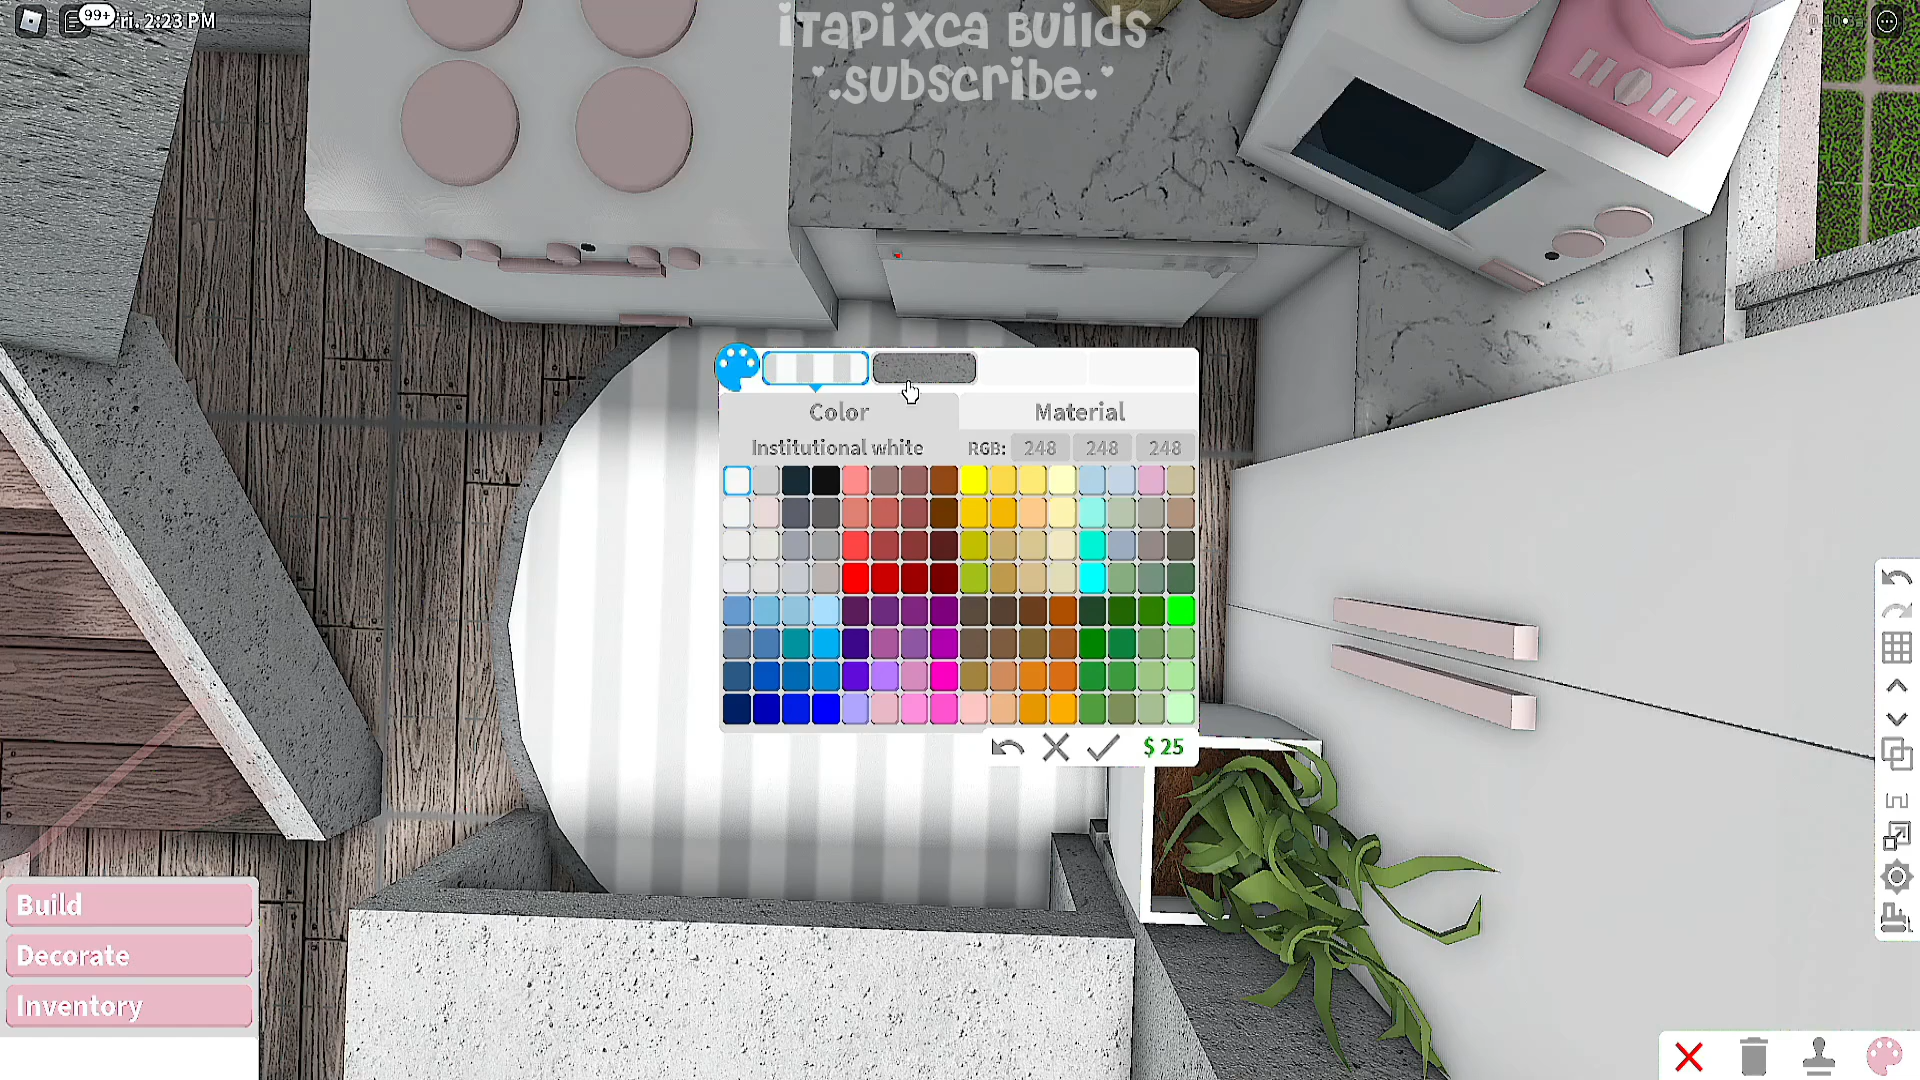 99+
Fri. 2:23 PM
iTapixca Builds
.subscribe.
Color
Material
Institutional white
RGB: 248 248 248
$ 25
Build
Decorate
Inventory